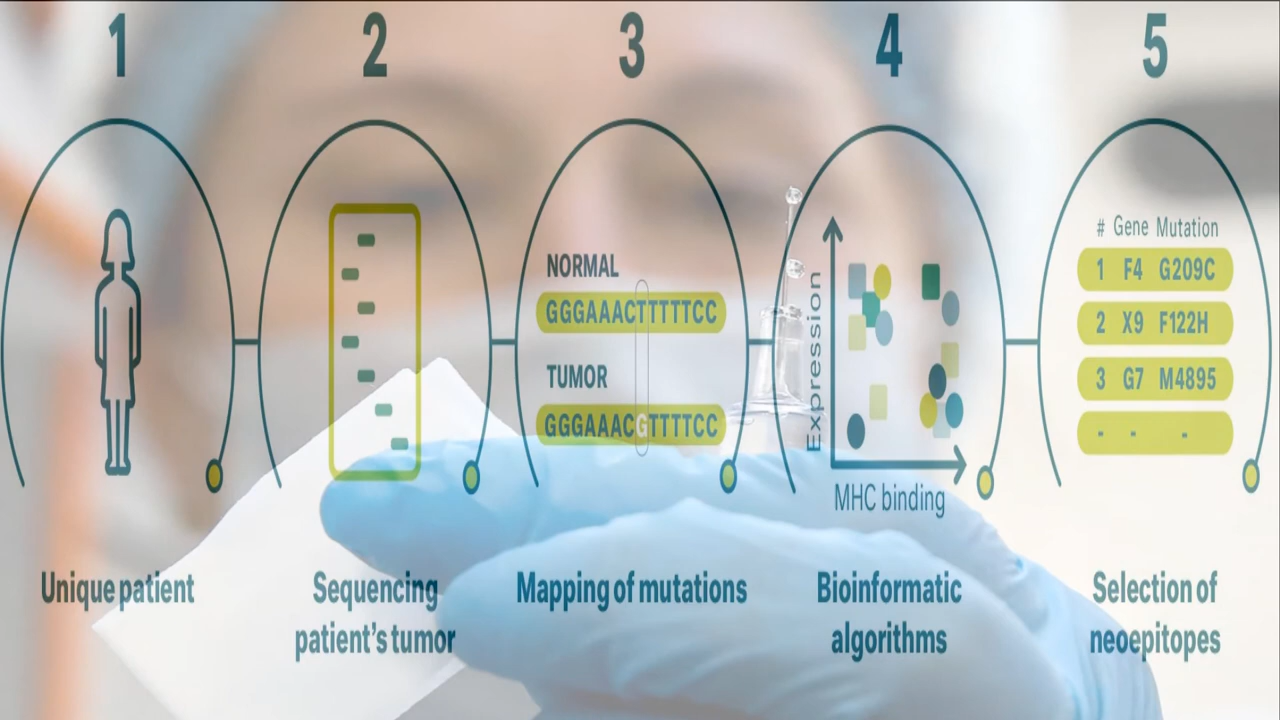 1
2
3
4
5
NORMAL
GGGAAACTTTTTCC
TUMOR
GGGAAACGTTTTCC
Expression
MHC binding
# Gene Mutation
1 F4 G209C
2 X9 F122H
3 G7 M4895
- - -
Unique patient
Sequencing
patient's tumor
Mapping of mutations
Bioinformatic
algorithms
Selection of
neoepitopes